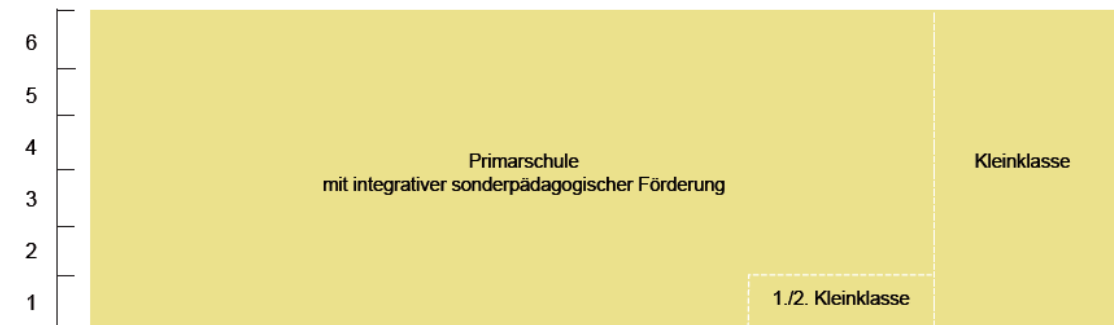 6
5
4
Primarschule
mit integrativer sonderpädagogischer Förderung
Kleinklasse
3
2
1
1./2. Kleinklasse